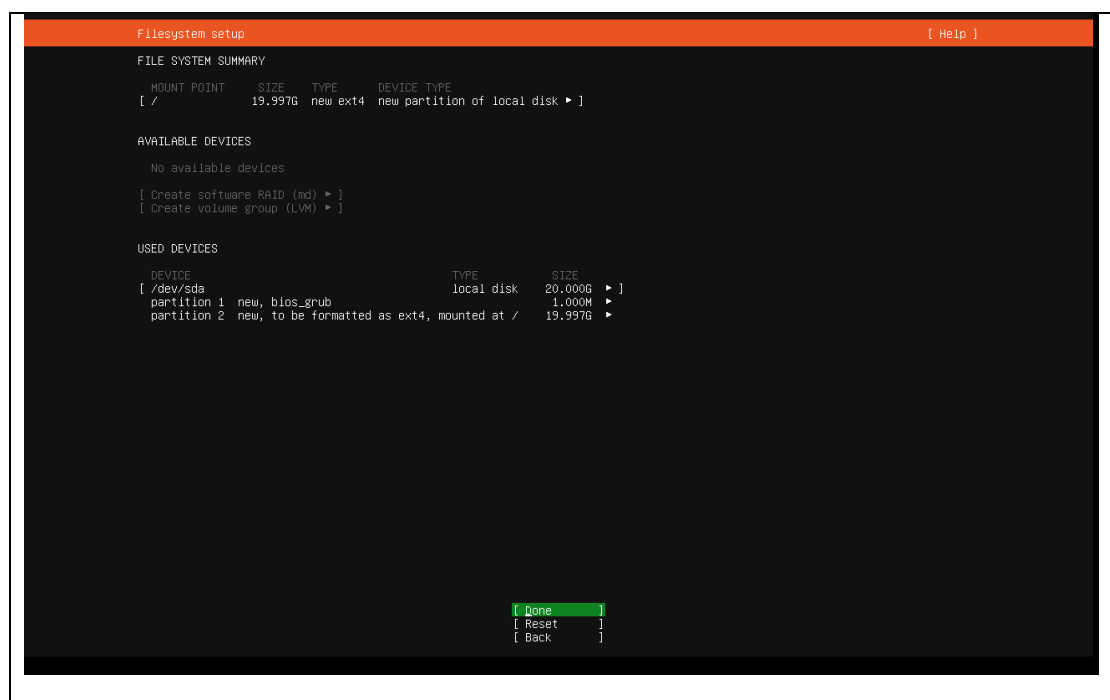 Filesystem setup [ Help ]
FILE SYSTEM SUMMARY
MOUNT POINT SIZE TYPE DEVICE TYPE
[ / 19.997G new ext4 new partition of local disk ▸ ]
AVAILABLE DEVICES
No available devices
[ Create software RAID (md) ▸ ]
[ Create volume group (LVM) ▸ ]
USED DEVICES
DEVICE TYPE SIZE
[ /dev/sda local disk 20.000G ▸ ]
partition 1 new, bios_grub 1.000M ▸
partition 2 new, to be formatted as ext4, mounted at / 19.997G ▸
[ Done ]
[ Reset ]
[ Back ]